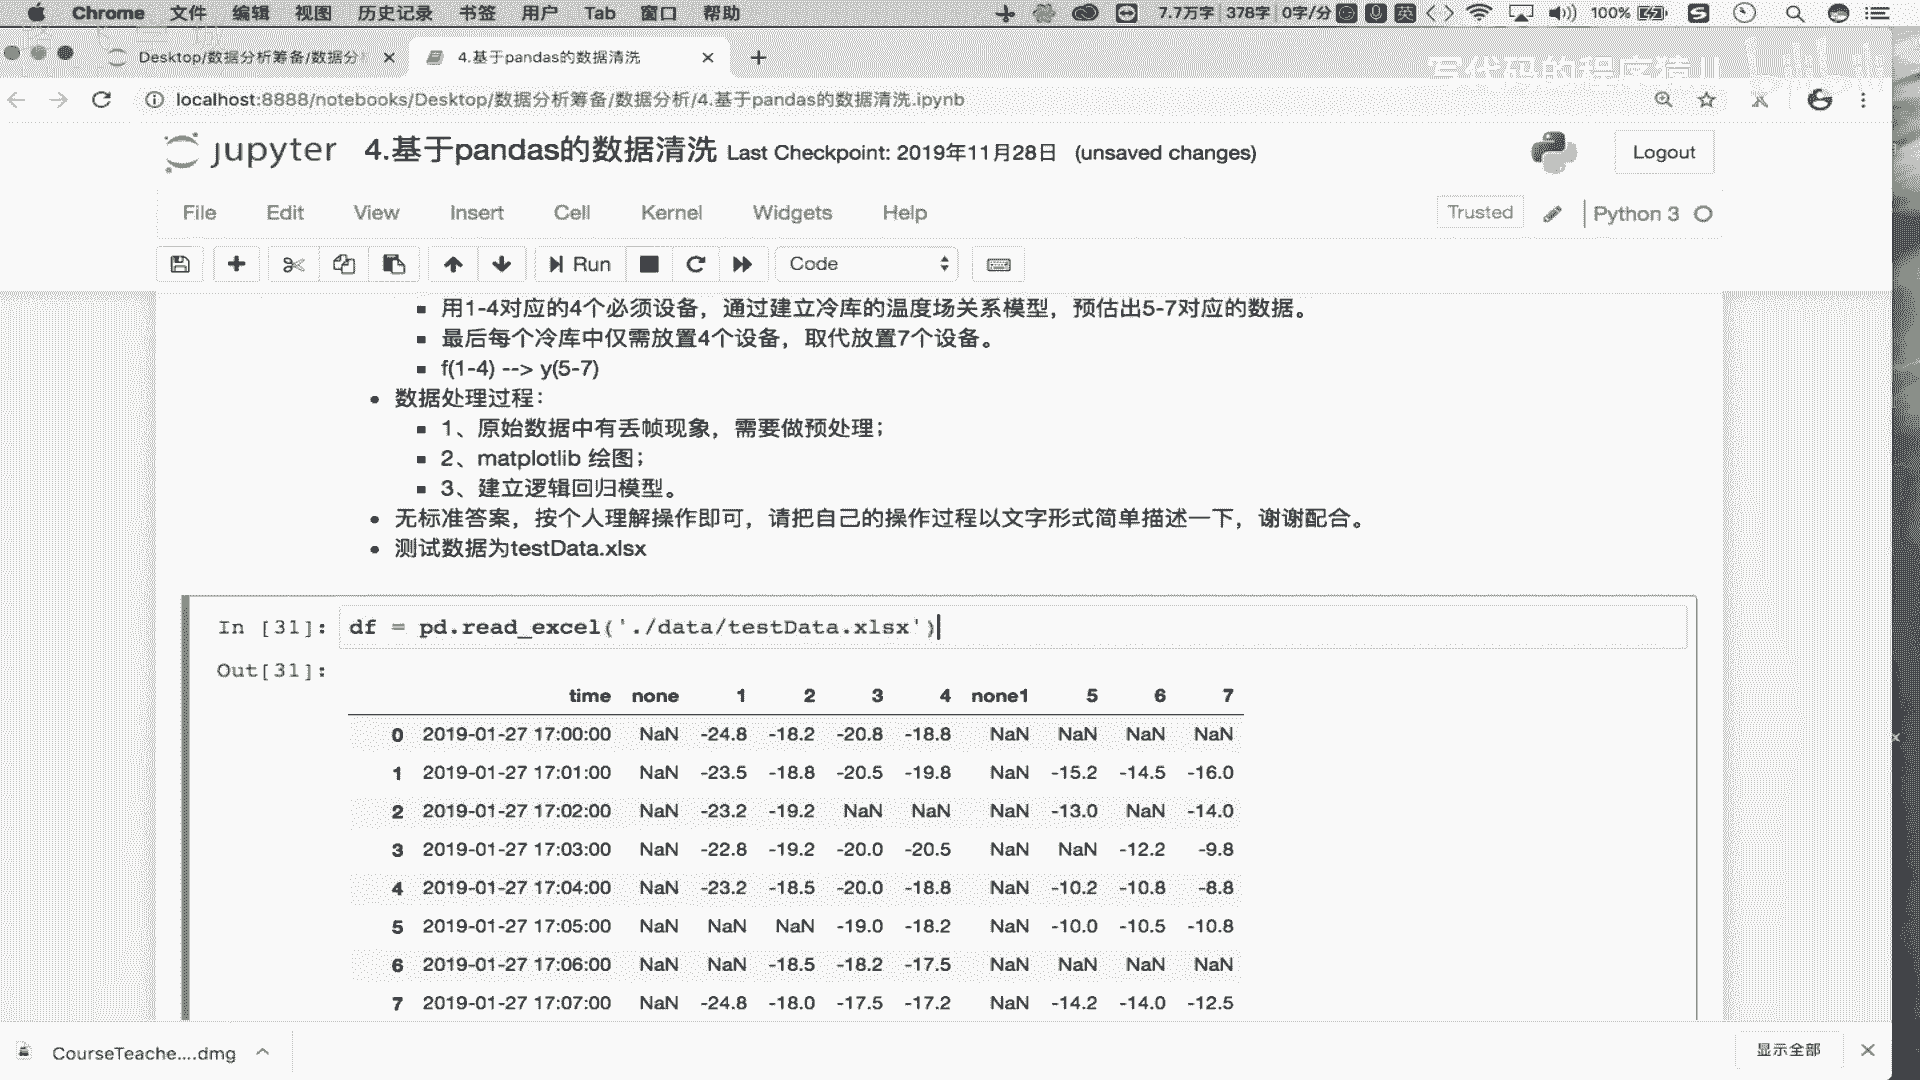 Chrome 文件 编辑 视图 历史记录 书签 用户 Tab 窗口 帮助 7.7万字 378字 0字/分 英 100%
Desktop/数据分析筹备/数据分 4.基于pandas的数据清洗
写代码的程序猿儿 bilibili
localhost:8888/notebooks/Desktop/数据分析筹备/数据分析/4.基于pandas的数据清洗.ipynb
jupyter 4.基于pandas的数据清洗 Last Checkpoint: 2019年11月28日 (unsaved changes) Logout
File Edit View Insert Cell Kernel Widgets Help Trusted Python 3
Run Code
用1-4对应的4个必须设备，通过建立冷库的温度场关系模型，预估出5-7对应的数据。
最后每个冷库中仅需放置4个设备，取代放置7个设备。
f(1-4) --> y(5-7)
数据处理过程：
1、原始数据中有丢帧现象，需要做预处理；
2、matplotlib 绘图；
3、建立逻辑回归模型。
无标准答案，按个人理解操作即可，请把自己的操作过程以文字形式简单描述一下，谢谢配合。
测试数据为testData.xlsx
In [31]: df = pd.read_excel('./data/testData.xlsx')
Out[31]:
time none 1 2 3 4 none1 5 6 7
0 2019-01-27 17:00:00 NaN -24.8 -18.2 -20.8 -18.8 NaN NaN NaN NaN
1 2019-01-27 17:01:00 NaN -23.5 -18.8 -20.5 -19.8 NaN -15.2 -14.5 -16.0
2 2019-01-27 17:02:00 NaN -23.2 -19.2 NaN NaN NaN -13.0 NaN -14.0
3 2019-01-27 17:03:00 NaN -22.8 -19.2 -20.0 -20.5 NaN NaN -12.2 -9.8
4 2019-01-27 17:04:00 NaN -23.2 -18.5 -20.0 -18.8 NaN -10.2 -10.8 -8.8
5 2019-01-27 17:05:00 NaN NaN NaN -19.0 -18.2 NaN -10.0 -10.5 -10.8
6 2019-01-27 17:06:00 NaN NaN -18.5 -18.2 -17.5 NaN NaN NaN NaN
7 2019-01-27 17:07:00 NaN -24.8 -18.0 -17.5 -17.2 NaN -14.2 -14.0 -12.5
CourseTeache....dmg 显示全部